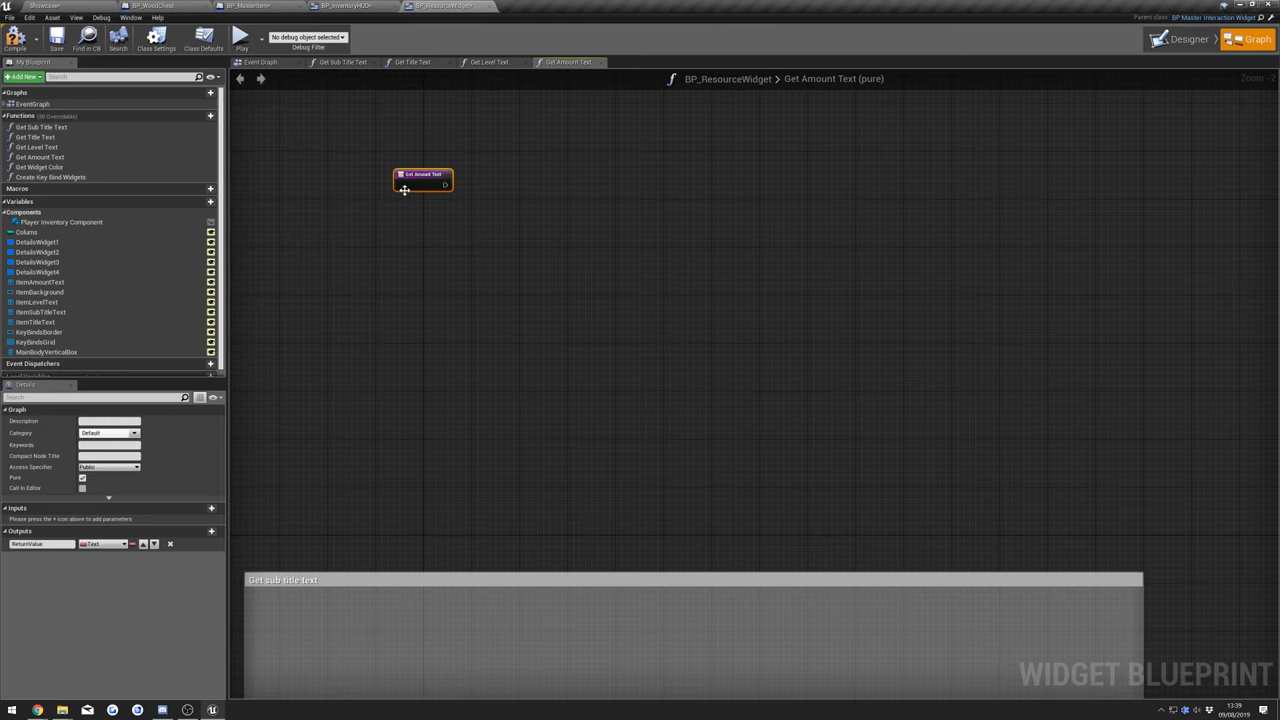 Showcase*
BP_WoodChest
BP_MasterItem*
BP_InventoryHUD*
BP_ResourceWidget*
File Edit Asset View Debug Window Help
Parent class: BP Master Interaction Widget
Compile
Save
Find in CB
Search
Class Settings
Class Defaults
Play
No debug object selected
Debug Filter
Designer
Graph
My Blueprint
Event Graph
Get Sub Title Text
Get Title Text
Get Level Text
Get Amount Text
+Add New
Search
BP_ResourceWidget > Get Amount Text (pure)
Zoom -2
Graphs
EventGraph
Functions (50 Overridable)
Get Sub Title Text
Get Title Text
Get Level Text
Get Amount Text
Get Widget Color
Create Key Bind Widgets
Macros
Variables
Components
Player Inventory Component
Colums
DetailsWidget1
DetailsWidget2
DetailsWidget3
DetailsWidget4
ItemAmountText
ItemBackground
ItemLevelText
ItemSubTitleText
ItemTitleText
KeyBindsBorder
KeyBindsGrid
MainBodyVerticalBox
Event Dispatchers
Get Amount Text
Details
Search
Graph
Description
Category
Default
Keywords
Compact Node Title
Access Specifier
Public
Pure
Call In Editor
Inputs
Please press the + icon above to add parameters
Outputs
ReturnValue
Text
Get sub title text
WIDGET BLUEPRINT
13:39
09/08/2019